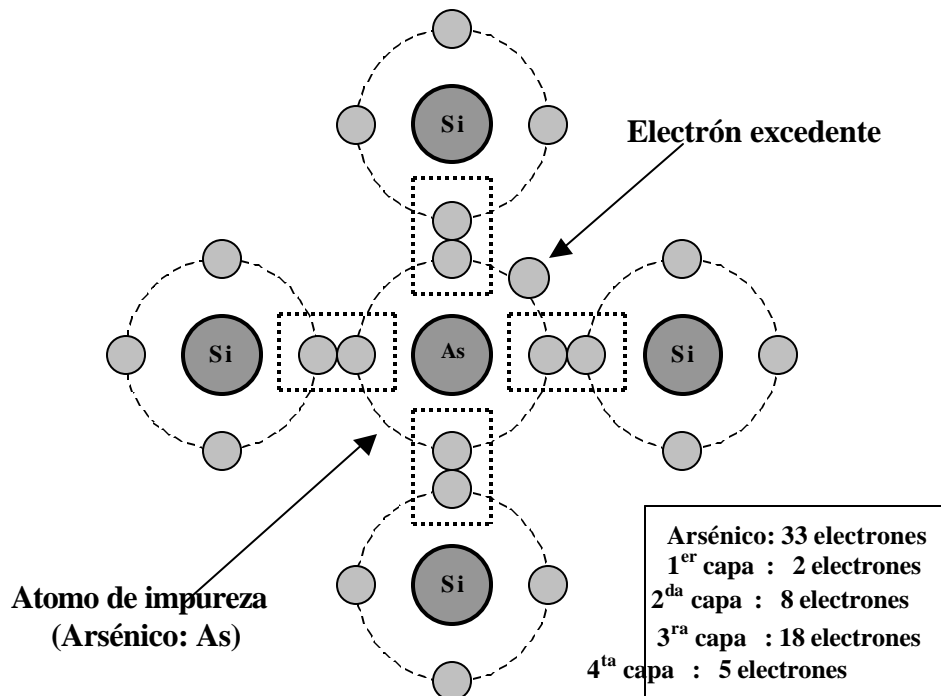 Si
Electrón excedente
Si
As
Si
Si
Atomo de impureza
(Arsénico: As)
Arsénico: 33 electrones
1er capa : 2 electrones
2da capa : 8 electrones
3ra capa : 18 electrones
4ta capa : 5 electrones